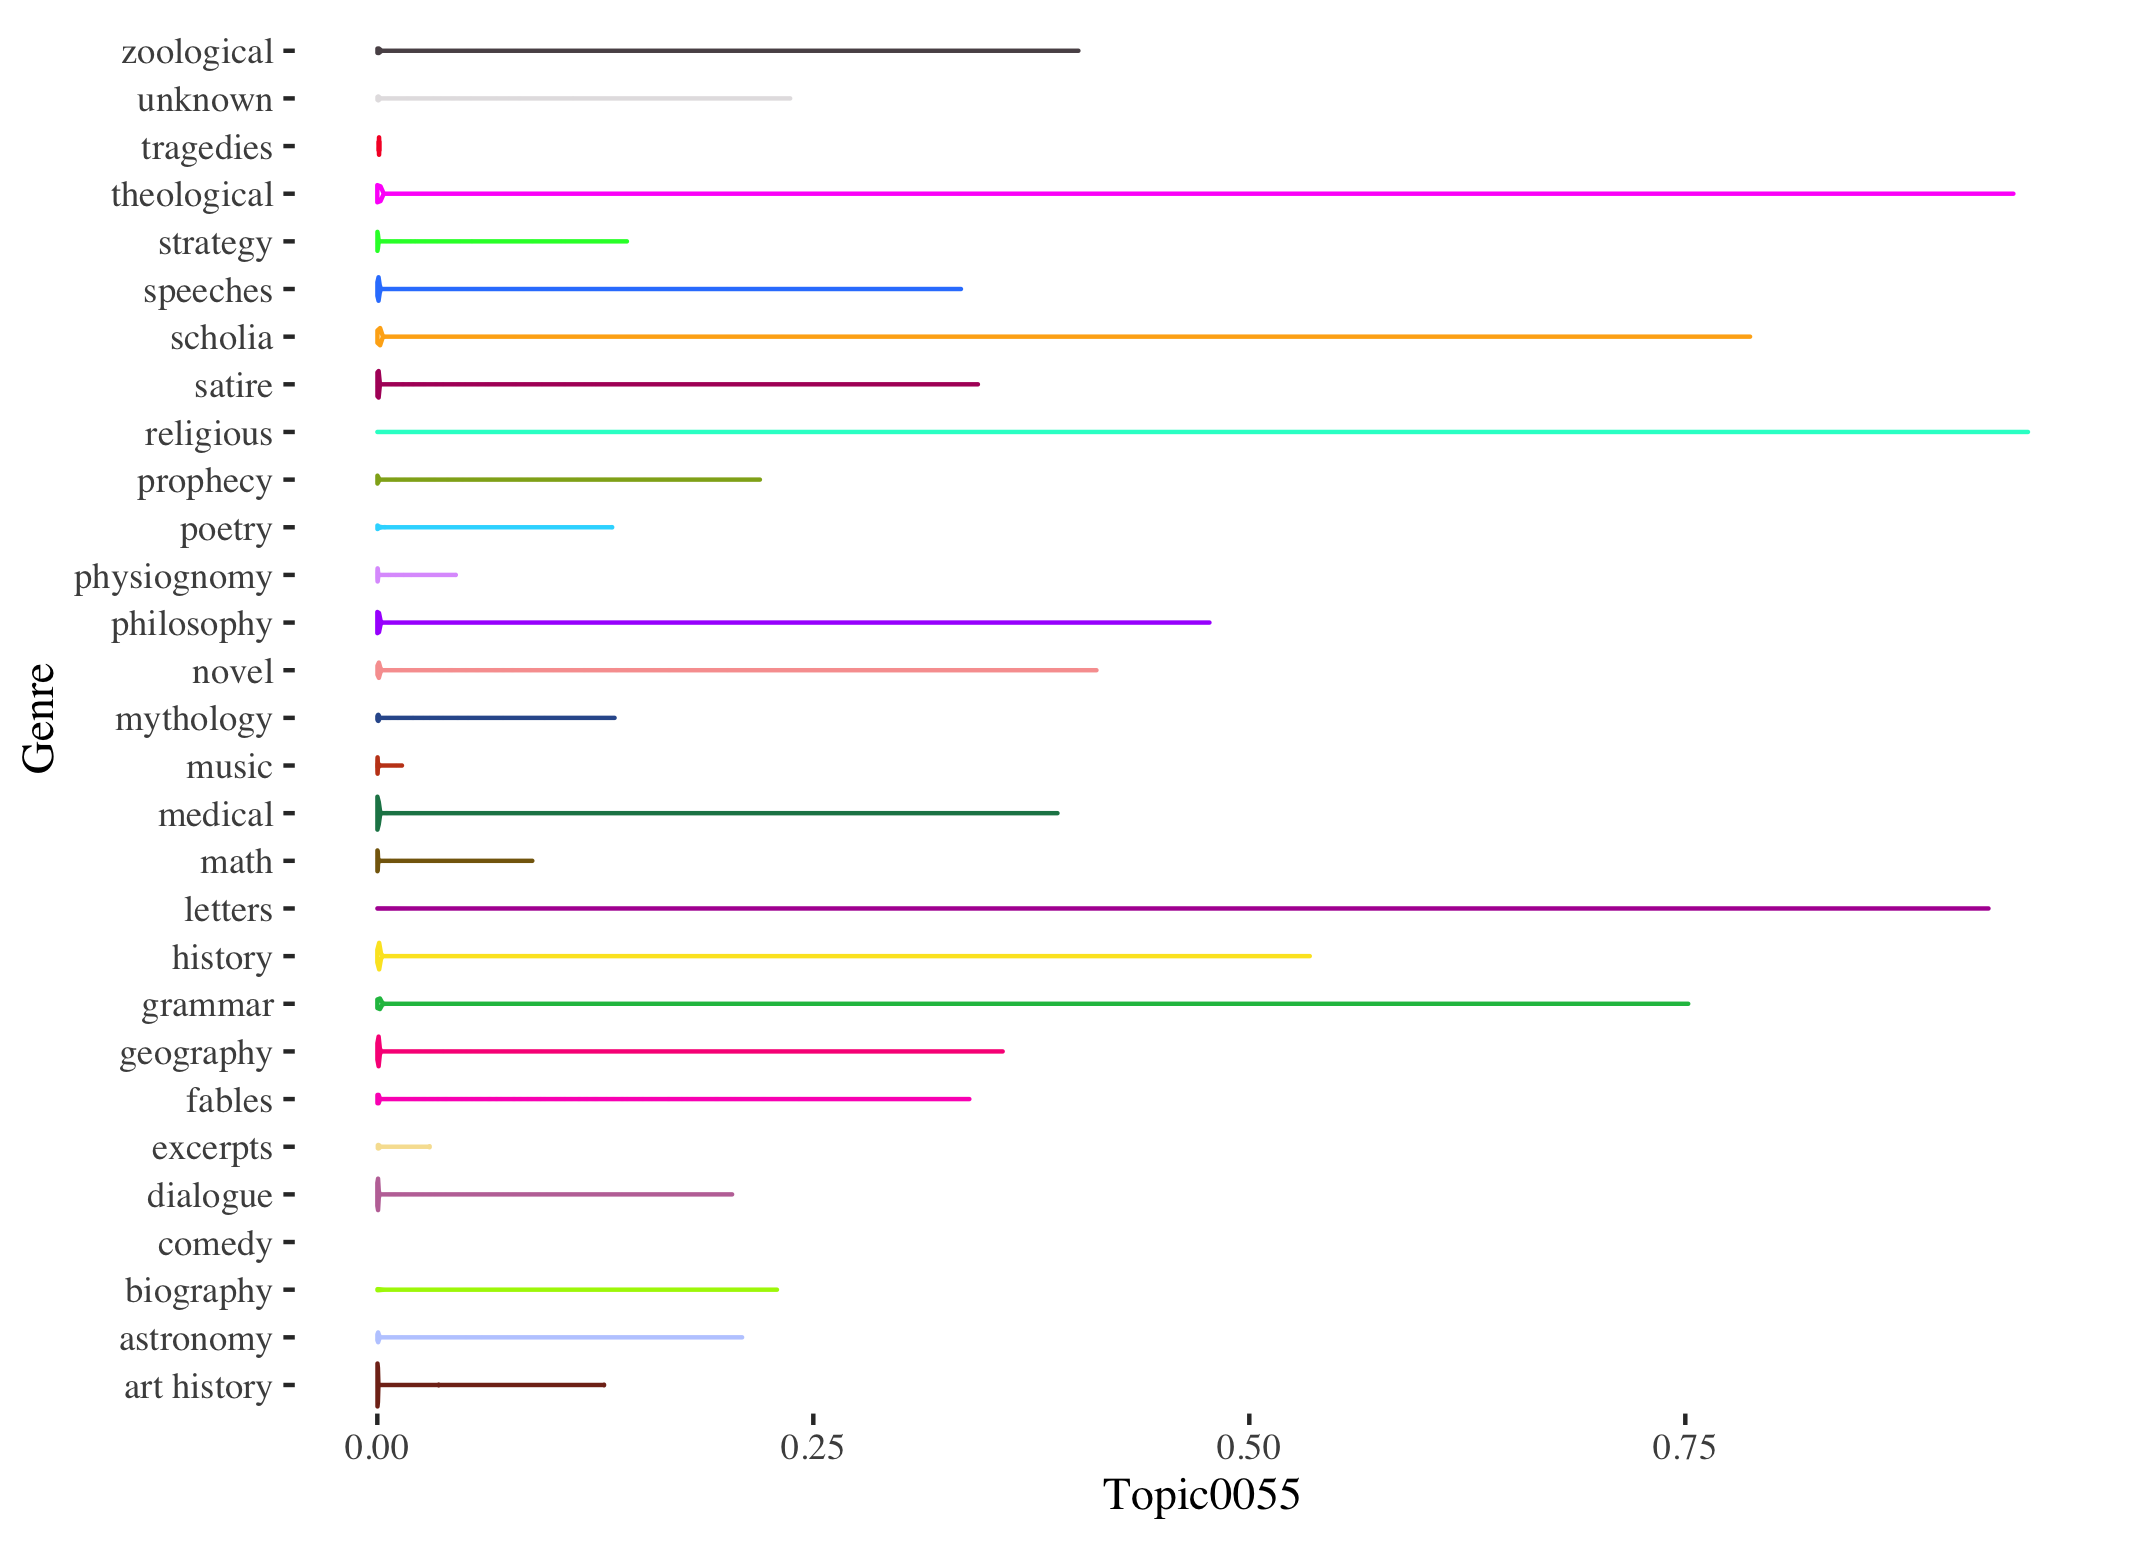 zoological
unknown
tragedies
theological
strategy
speeches
scholia
satire
religious
prophecy
poetry
physiognomy
philosophy
novel
mythology
music
medical
math
letters
history
grammar
geography
fables
excerpts
dialogue
comedy
biography
astronomy
art history
Genre
0.00 0.25 0.50 0.75
Topic0055